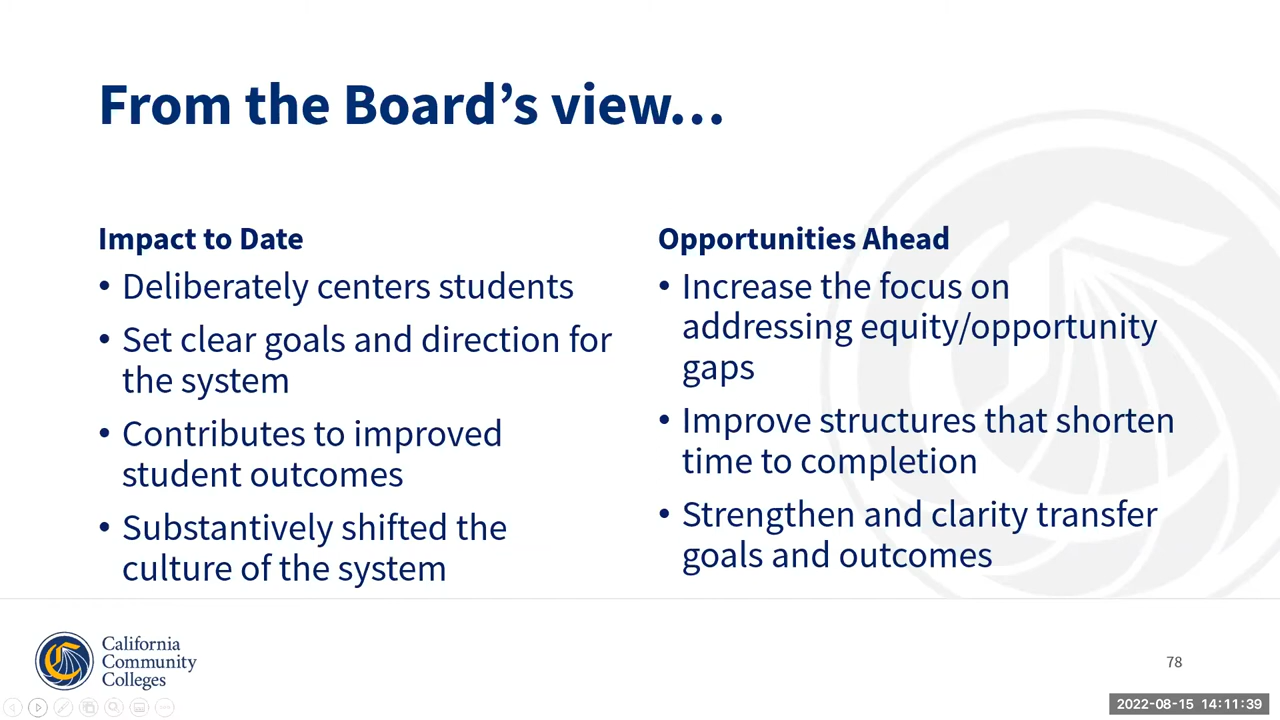 From the Board’s view…
Impact to Date
• Deliberately centers students
• Set clear goals and direction for
the system
• Contributes to improved
student outcomes
• Substantively shifted the
culture of the system
Opportunities Ahead
• Increase the focus on
addressing equity/opportunity
gaps
• Improve structures that shorten
time to completion
• Strengthen and clarity transfer
goals and outcomes
California
Community
Colleges
78
2022-08-15 14:11:39